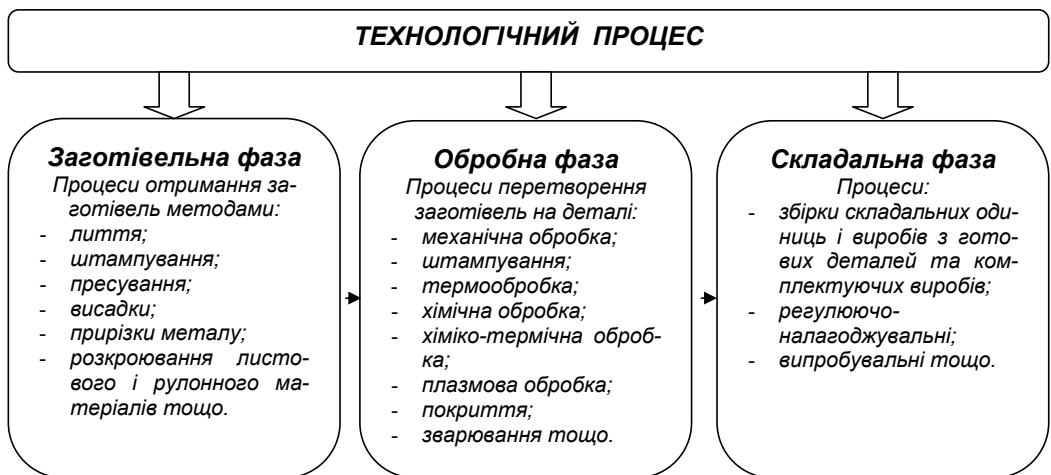 ТЕХНОЛОГІЧНИЙ ПРОЦЕС
Заготівельна фаза
Процеси отримання за-
готівель методами:
- лиття;
- штампування;
- пресування;
- висадки;
- прирізки металу;
- розкроювання листо-
вого і рулонного ма-
теріалів тощо.
Обробна фаза
Процеси перетворення
заготівель на деталі:
- механічна обробка;
- штампування;
- термообробка;
- хімічна обробка;
- хіміко-термічна оброб-
ка;
- плазмова обробка;
- покриття;
- зварювання тощо.
Складальна фаза
Процеси:
- збірки складальних оди-
ниць і виробів з гото-
вих деталей та ком-
плектуючих виробів;
- регулюючо-
налагоджувальні;
- випробувальні тощо.